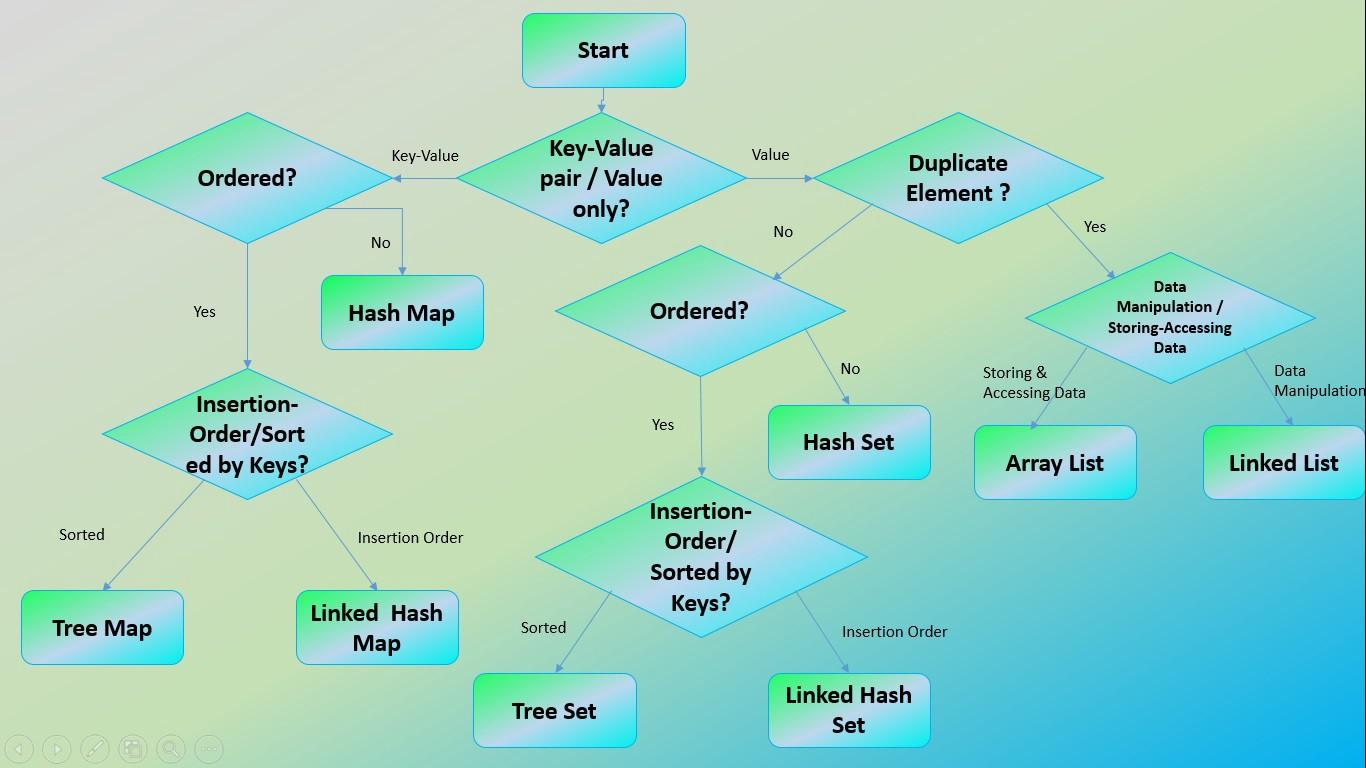 Start
Key-Value
pair / Value
only?
Key-Value
Value
Ordered?
No
Hash Map
Yes
Insertion-
Order/Sort
ed by Keys?
Sorted
Insertion Order
Tree Map
Linked  Hash
Map
Duplicate
Element ?
No
Yes
Ordered?
No
Hash Set
Yes
Insertion-
Order/
Sorted by
Keys?
Sorted
Insertion Order
Tree Set
Linked Hash
Set
Data
Manipulation /
Storing-Accessing
Data
Storing &
Accessing Data
Data
Manipulation
Array List
Linked List